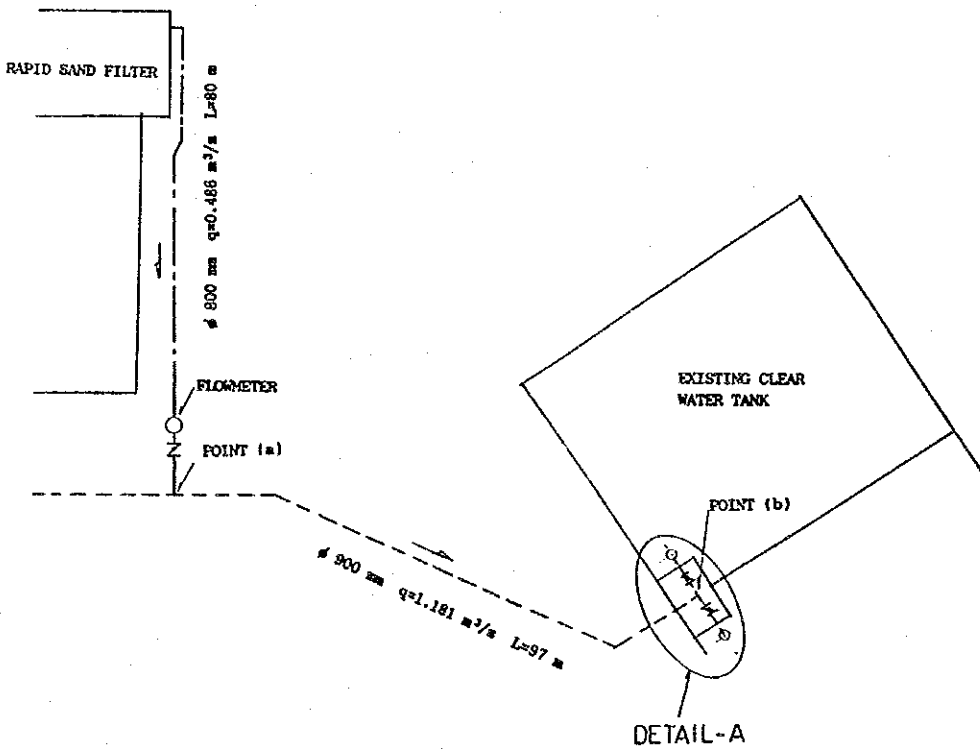 RAPID SAND FILTER
ø 800 mm q=0.486 m³/s L=80 m
FLOWMETER
POINT (a)
EXISTING CLEAR
WATER TANK
POINT (b)
ø 900 mm q=1.181 m³/s L=97 m
DETAIL-A